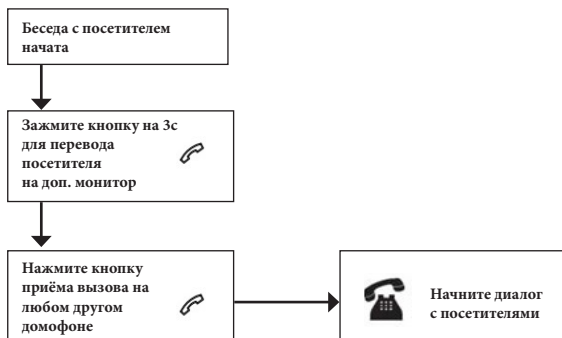 Беседа с посетителем
начата
Зажмите кнопку на 3с
для перевода
посетителя
на доп. монитор
Нажмите кнопку
приёма вызова на
любом другом
домофоне
Начните диалог
с посетителями